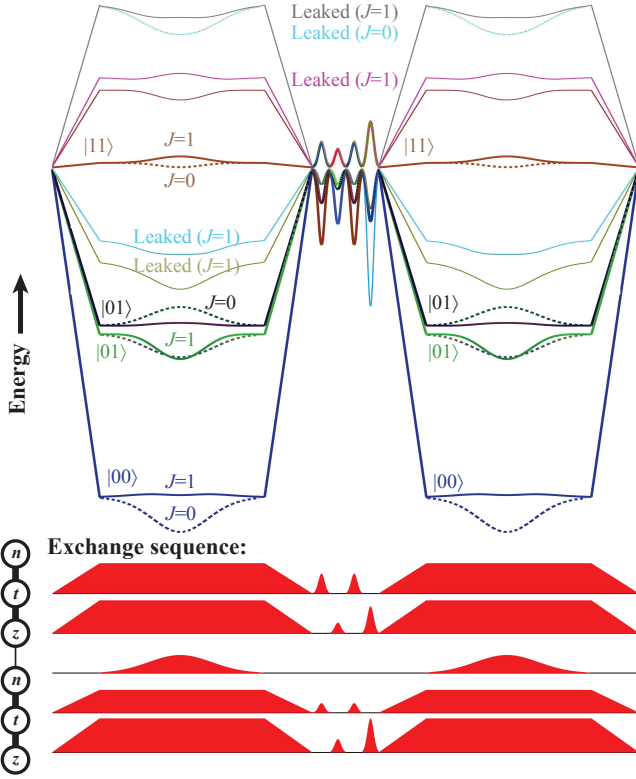 Leaked (J=1)
Leaked (J=0)
Leaked (J=1)
|11⟩
J=1
J=0
|11⟩
Leaked (J=1)
Leaked (J=1)
|01⟩
J=0
|01⟩
|01⟩
J=1
|01⟩
|00⟩
J=1
J=0
|00⟩
Energy
Exchange sequence:
n
t
z
n
t
z